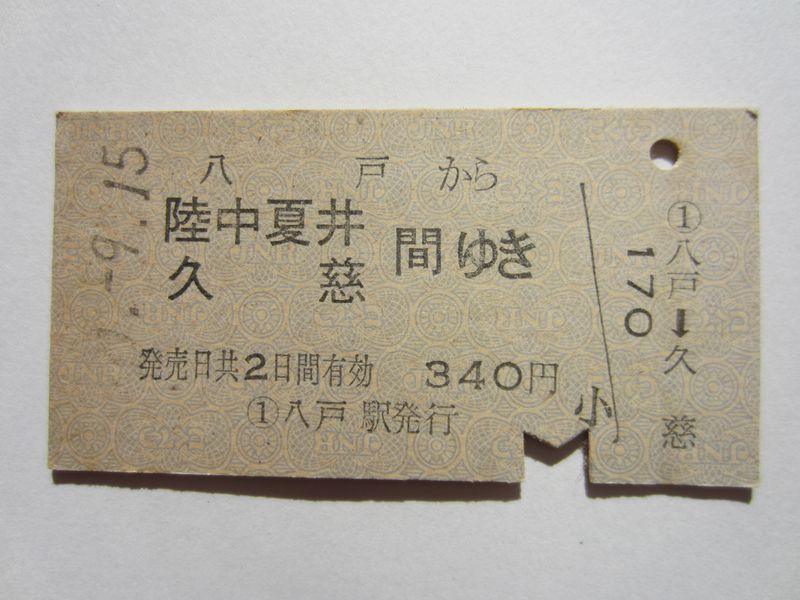 -9.15
八戸から
陸中夏井
久慈
間ゆき
発売日共2日間有効 340円
①八戸駅発行
小
①八戸➡久慈
170